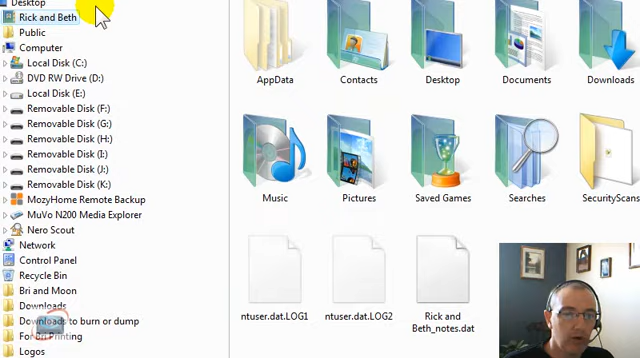 Desktop
Rick and Beth
Public
Computer
Local Disk (C:)
DVD RW Drive (D:)
Local Disk (E:)
Removable Disk (F:)
Removable Disk (G:)
Removable Disk (H:)
Removable Disk (I:)
Removable Disk (J:)
Removable Disk (K:)
MozyHome Remote Backup
MuVo N200 Media Explorer
Nero Scout
Network
Control Panel
Recycle Bin
Bri and Moon
Downloads
Downloads to burn or dump
For Bri Printing
Logos
AppData
Contacts
Desktop
Documents
Downloads
Music
Pictures
Saved Games
Searches
SecurityScans
ntuser.dat.LOG1
ntuser.dat.LOG2
Rick and
Beth_notes.dat